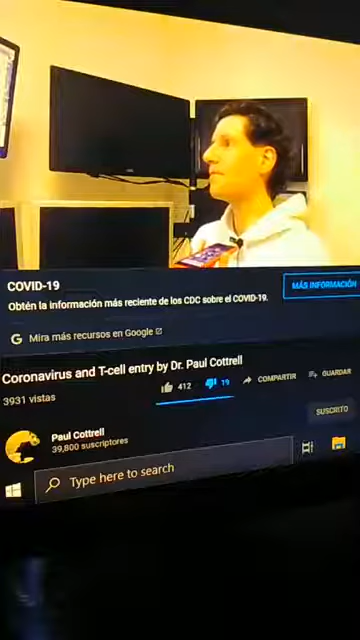 COVID-19
MÁS INFORMACIÓN
Obtén la información más reciente de los CDC sobre el COVID-19.
G Mira más recursos en Google
Coronavirus and T-cell entry by Dr. Paul Cottrell
3931 vistas
412
19
COMPARTIR
GUARDAR
Paul Cottrell
39,800 suscriptores
SUSCRITO
Type here to search